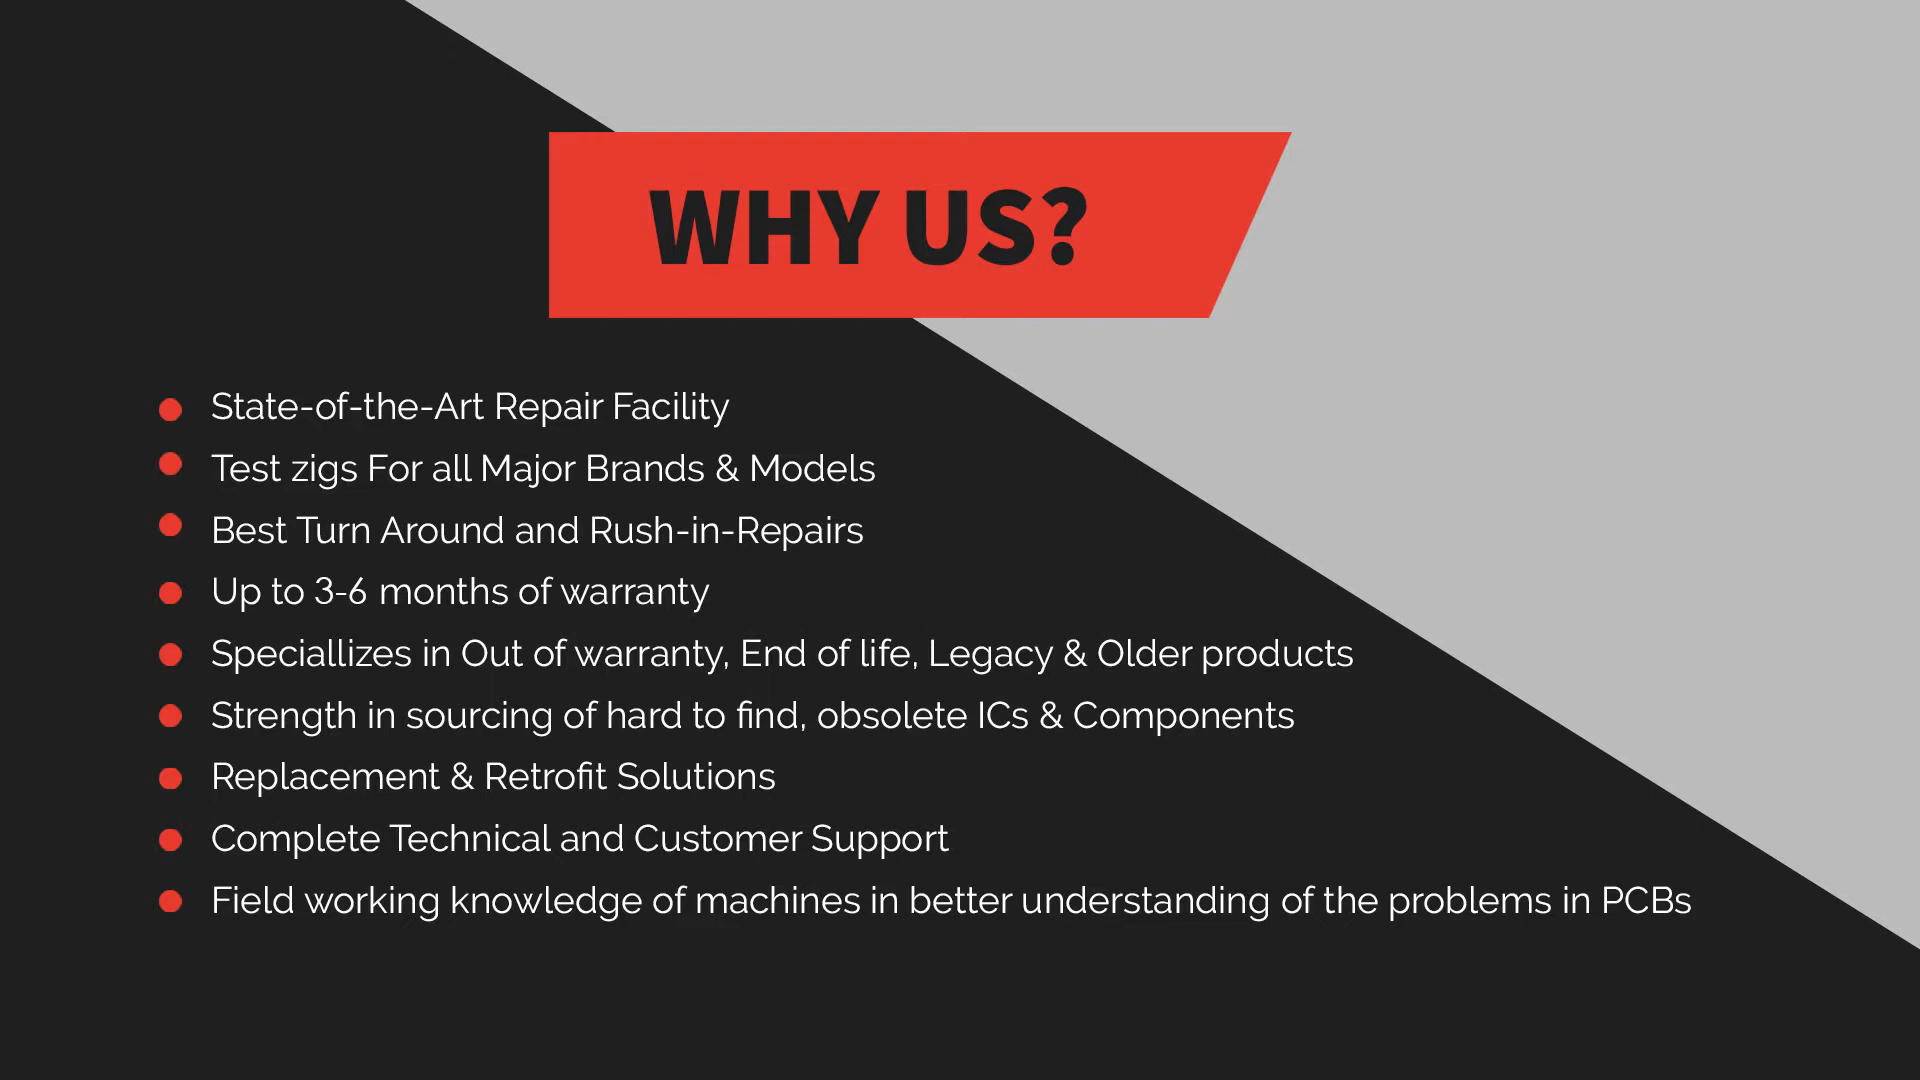 WHY US?
State-of-the-Art Repair Facility
Test zigs For all Major Brands & Models
Best Turn Around and Rush-in-Repairs
Up to 3-6 months of warranty
Speciallizes in Out of warranty, End of life, Legacy & Older products
Strength in sourcing of hard to find, obsolete ICs & Components
Replacement & Retrofit Solutions
Complete Technical and Customer Support
Field working knowledge of machines in better understanding of the problems in PCBs